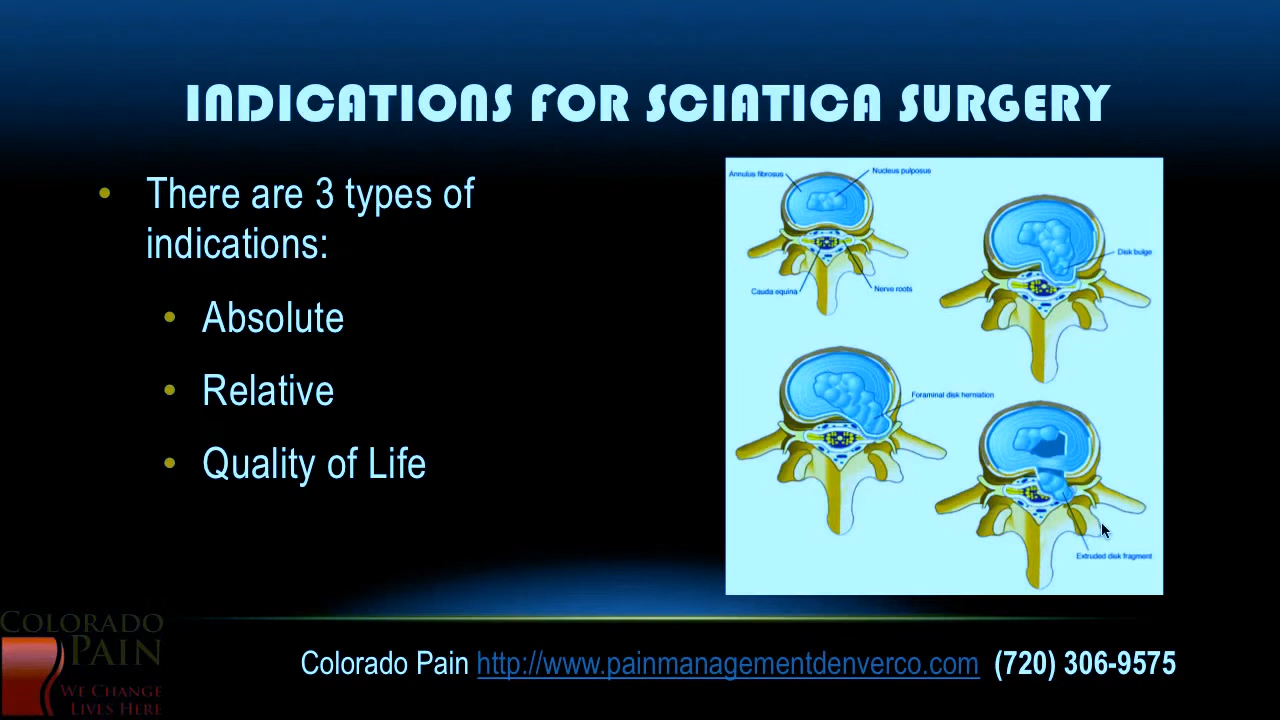 INDICATIONS FOR SCIATICA SURGERY
• There are 3 types of
indications:
• Absolute
• Relative
• Quality of Life
Annulus fibrosus
Nucleus pulposus
Cauda equina
Nerve roots
Disk bulge
Foraminal disk herniation
Extruded disk fragment
COLORADO
PAIN
WE CHANGE
LIVES HERE
Colorado Pain http://www.painmanagementdenverco.com (720) 306-9575